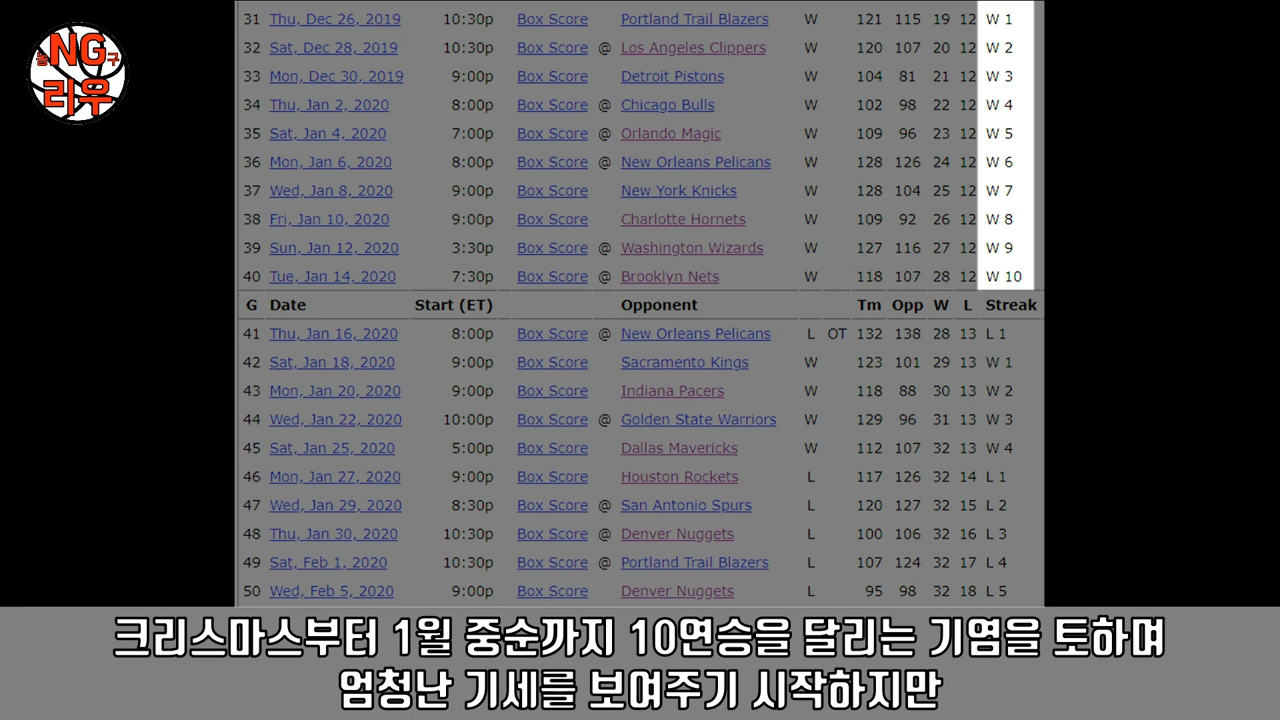 농NG구
리우
31 Thu, Dec 26, 2019 10:30p Box Score Portland Trail Blazers W 121 115 19 12 W 1
32 Sat, Dec 28, 2019 10:30p Box Score @ Los Angeles Clippers W 120 107 20 12 W 2
33 Mon, Dec 30, 2019 9:00p Box Score Detroit Pistons W 104 81 21 12 W 3
34 Thu, Jan 2, 2020 8:00p Box Score @ Chicago Bulls W 102 98 22 12 W 4
35 Sat, Jan 4, 2020 7:00p Box Score @ Orlando Magic W 109 96 23 12 W 5
36 Mon, Jan 6, 2020 8:00p Box Score @ New Orleans Pelicans W 128 126 24 12 W 6
37 Wed, Jan 8, 2020 9:00p Box Score New York Knicks W 128 104 25 12 W 7
38 Fri, Jan 10, 2020 9:00p Box Score Charlotte Hornets W 109 92 26 12 W 8
39 Sun, Jan 12, 2020 3:30p Box Score @ Washington Wizards W 127 116 27 12 W 9
40 Tue, Jan 14, 2020 7:30p Box Score @ Brooklyn Nets W 118 107 28 12 W 10
G Date Start (ET) Opponent Tm Opp W L Streak
41 Thu, Jan 16, 2020 8:00p Box Score @ New Orleans Pelicans L OT 132 138 28 13 L 1
42 Sat, Jan 18, 2020 9:00p Box Score Sacramento Kings W 123 101 29 13 W 1
43 Mon, Jan 20, 2020 9:00p Box Score Indiana Pacers W 118 88 30 13 W 2
44 Wed, Jan 22, 2020 10:00p Box Score @ Golden State Warriors W 129 96 31 13 W 3
45 Sat, Jan 25, 2020 5:00p Box Score Dallas Mavericks W 112 107 32 13 W 4
46 Mon, Jan 27, 2020 9:00p Box Score Houston Rockets L 117 126 32 14 L 1
47 Wed, Jan 29, 2020 8:30p Box Score @ San Antonio Spurs L 120 127 32 15 L 2
48 Thu, Jan 30, 2020 10:30p Box Score @ Denver Nuggets L 100 106 32 16 L 3
49 Sat, Feb 1, 2020 10:30p Box Score @ Portland Trail Blazers L 107 124 32 17 L 4
50 Wed, Feb 5, 2020 9:00p Box Score Denver Nuggets L 95 98 32 18 L 5
크리스마스부터 1월 중순까지 10연승을 달리는 기염을 토하며
엄청난 기세를 보여주기 시작하지만